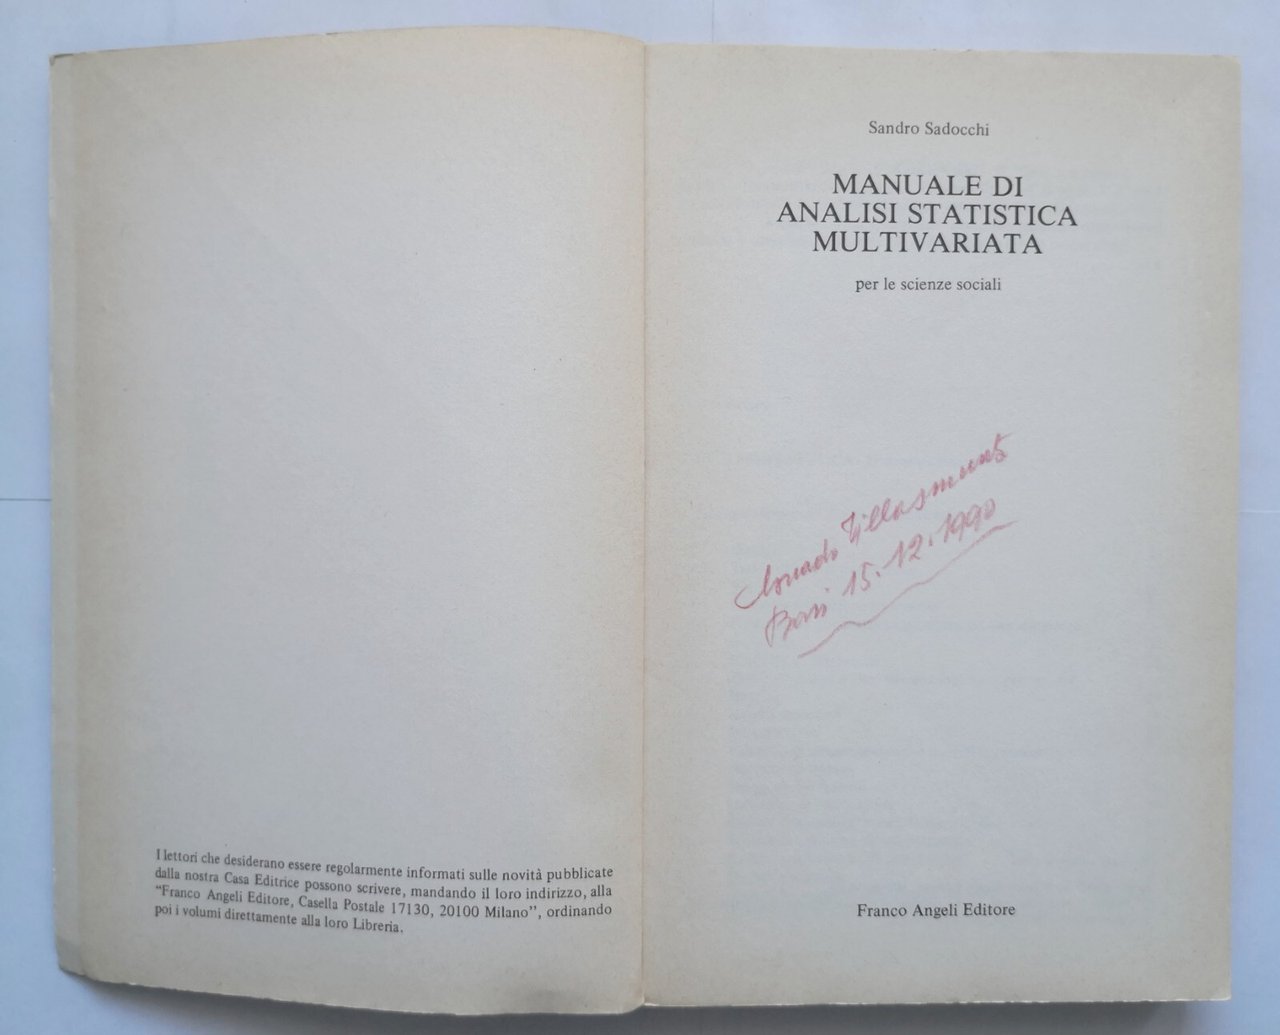 I lettori che desiderano essere regolarmente informati sulle novità pubblicate
dalla nostra Casa Editrice possono scrivere, mandando il loro indirizzo, alla
“Franco Angeli Editore, Casella Postale 17130, 20100 Milano”, ordinando
poi i volumi direttamente alla loro Libreria.
Sandro Sadocchi
MANUALE DI
ANALISI STATISTICA
MULTIVARIATA
per le scienze sociali
Corrado
Bari 15.12.1990
Franco Angeli Editore